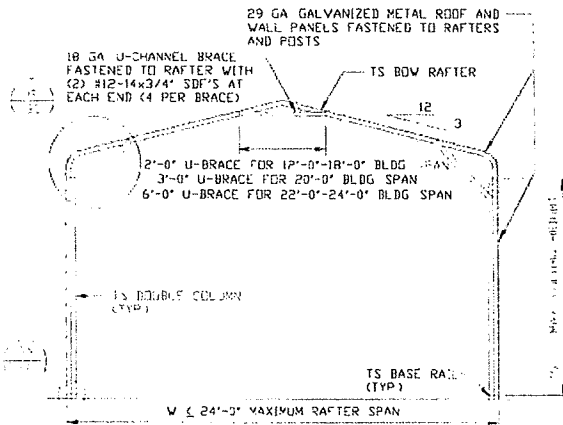 29 GA GALVANIZED METAL ROOF AND
WALL PANELS FASTENED TO RAFTERS
AND POSTS
18 GA U-CHANNEL BRACE
FASTENED TO RAFTER WITH
(2) #12-14x3/4" SDF'S AT
EACH END (4 PER BRACE)
TS BOW RAFTER
12
3
2'-0" U-BRACE FOR 12'-0"-18'-0" BLDG SPAN
3'-0" U-BRACE FOR 20'-0" BLDG SPAN
6'-0" U-BRACE FOR 22'-0"-24'-0" BLDG SPAN
TS DOUBLE COLUMN
(TYP.)
TS BASE RAIL
(TYP.)
W ≤ 24'-0" MAXIMUM RAFTER SPAN